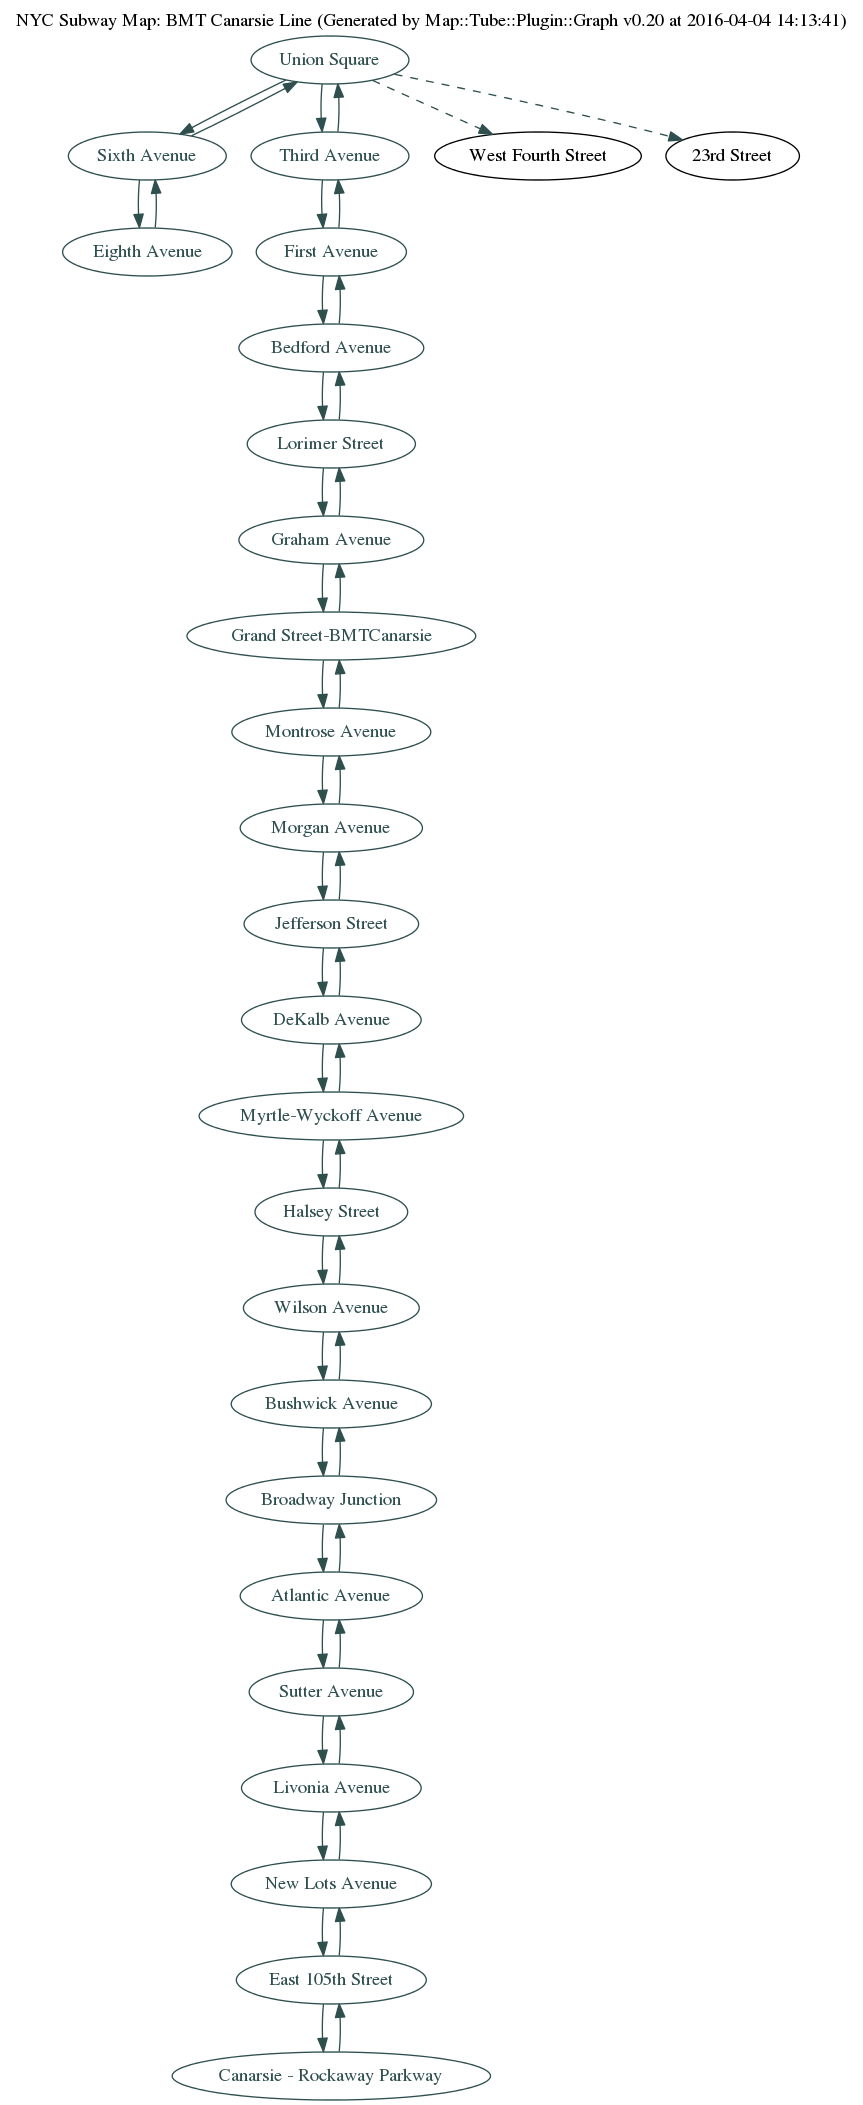 NYC Subway Map: BMT Canarsie Line (Generated by Map::Tube::Plugin::Graph v0.20 at 2016-04-04 14:13:41)
Union Square
Sixth Avenue
Third Avenue
West Fourth Street
23rd Street
Eighth Avenue
First Avenue
Bedford Avenue
Lorimer Street
Graham Avenue
Grand Street-BMTCanarsie
Montrose Avenue
Morgan Avenue
Jefferson Street
DeKalb Avenue
Myrtle-Wyckoff Avenue
Halsey Street
Wilson Avenue
Bushwick Avenue
Broadway Junction
Atlantic Avenue
Sutter Avenue
Livonia Avenue
New Lots Avenue
East 105th Street
Canarsie - Rockaway Parkway